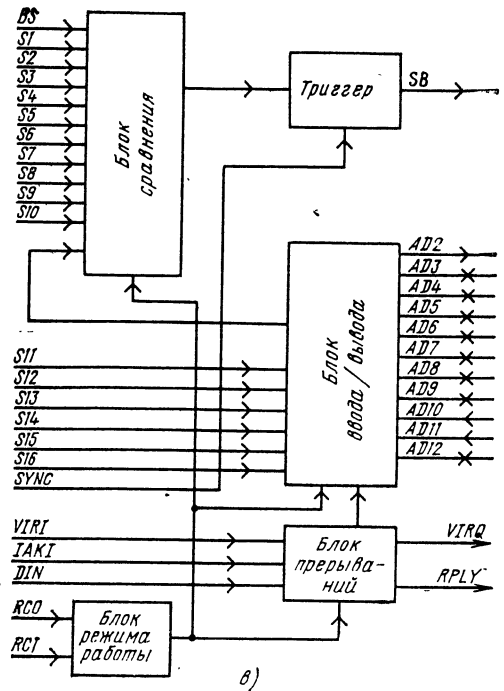 BS
S1
S2
S3
S4
S5
S6
S7
S8
S9
S10
Блок
сравнения
Триггер
SB
AD2
AD3
AD4
AD5
AD6
AD7
AD8
AD9
AD10
AD11
AD12
Блок
ввода/вывода
S11
S12
S13
S14
S15
S16
SYNC
VIRI
IAKI
DIN
Блок
прерыва-
ний
VIRQ
RPLY
RC0
RC1
Блок
режима
работы
в)